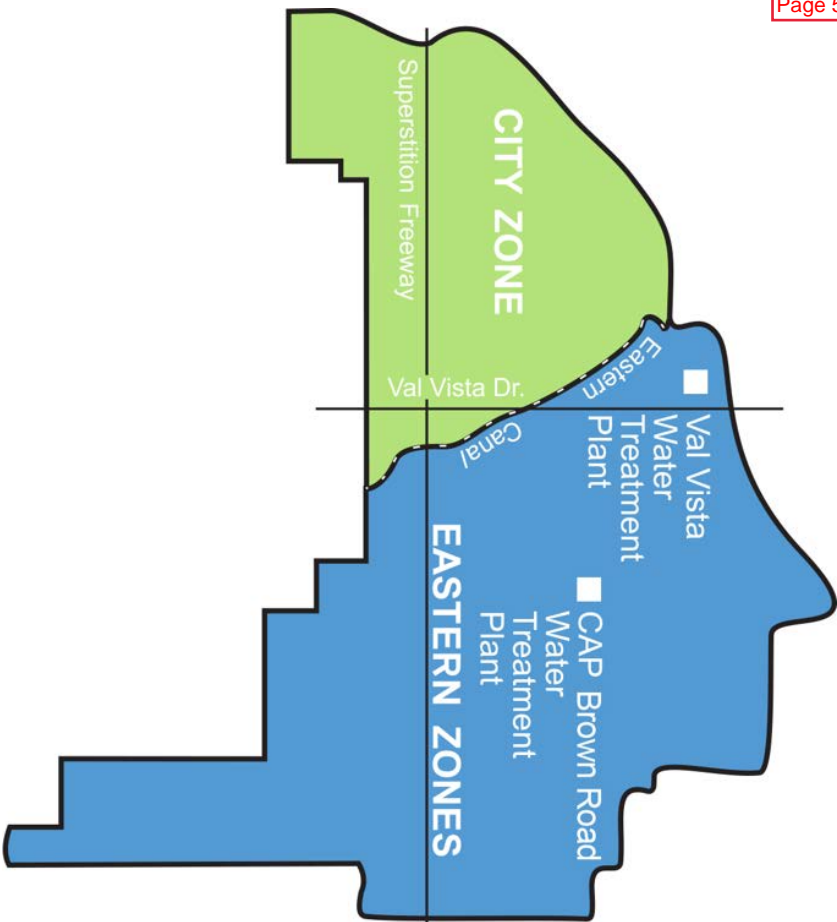 Page 5
CITY ZONE
Superstition Freeway
Val Vista Dr.
Eastern
Canal
Val Vista
Water
Treatment
Plant
CAP Brown Road
Water
Treatment
Plant
EASTERN ZONES